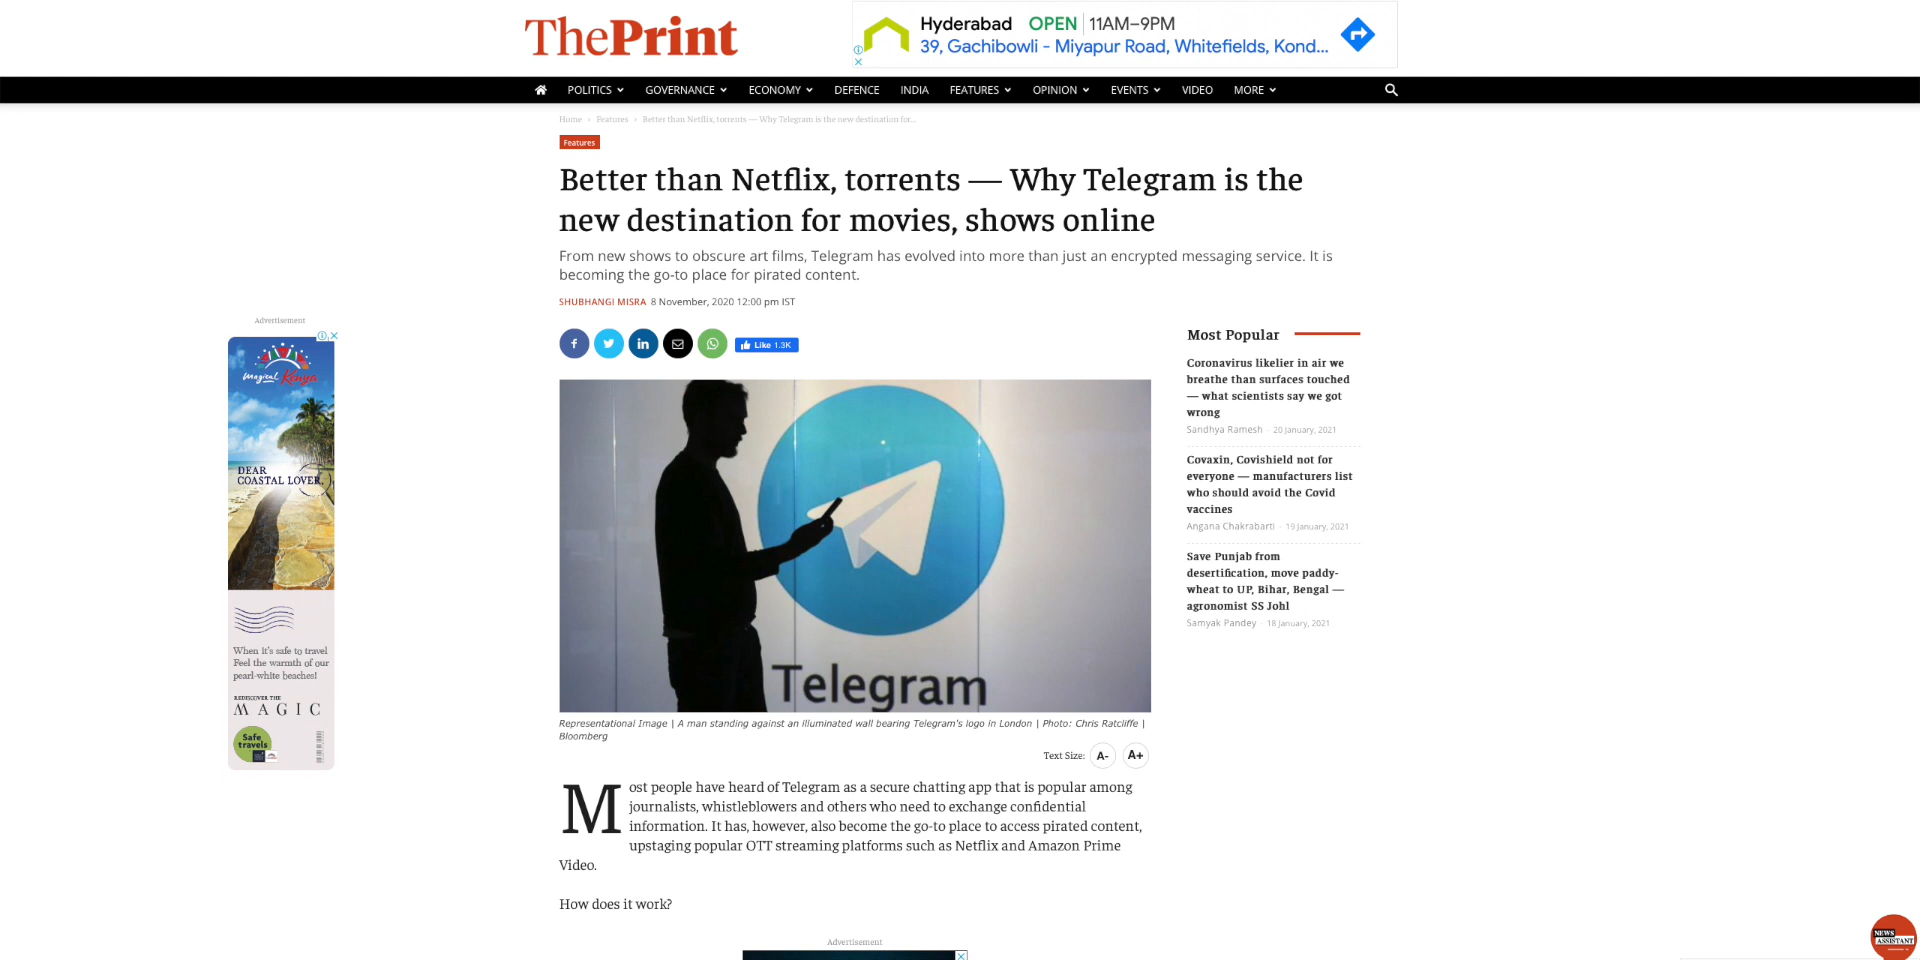 ThePrint
Hyderabad OPEN 11AM–9PM
39, Gachibowli - Miyapur Road, Whitefields, Kond...
POLITICS GOVERNANCE ECONOMY DEFENCE INDIA FEATURES OPINION EVENTS VIDEO MORE
Home › Features › Better than Netflix, torrents — Why Telegram is the new destination for...
Features
Better than Netflix, torrents — Why Telegram is the
new destination for movies, shows online
From new shows to obscure art films, Telegram has evolved into more than just an encrypted messaging service. It is
becoming the go-to place for pirated content.
SHUBHANGI MISRA 8 November, 2020 12:00 pm IST
Like 1.3K
Advertisement
Magical Kenya
DEAR
COASTAL LOVER,
When it's safe to travel
Feel the warmth of our
pearl-white beaches!
REDISCOVER THE
MAGIC
Safe
travels
Telegram
Representational Image | A man standing against an illuminated wall bearing Telegram's logo in London | Photo: Chris Ratcliffe |
Bloomberg
Text Size: A- A+
Most people have heard of Telegram as a secure chatting app that is popular among
journalists, whistleblowers and others who need to exchange confidential
information. It has, however, also become the go-to place to access pirated content,
upstaging popular OTT streaming platforms such as Netflix and Amazon Prime
Video.
How does it work?
Advertisement
Most Popular
Coronavirus likelier in air we
breathe than surfaces touched
— what scientists say we got
wrong
Sandhya Ramesh - 20 January, 2021
Covaxin, Covishield not for
everyone — manufacturers list
who should avoid the Covid
vaccines
Angana Chakrabarti - 19 January, 2021
Save Punjab from
desertification, move paddy-
wheat to UP, Bihar, Bengal —
agronomist SS Johl
Samyak Pandey - 18 January, 2021
NEWS
ASSISTANT